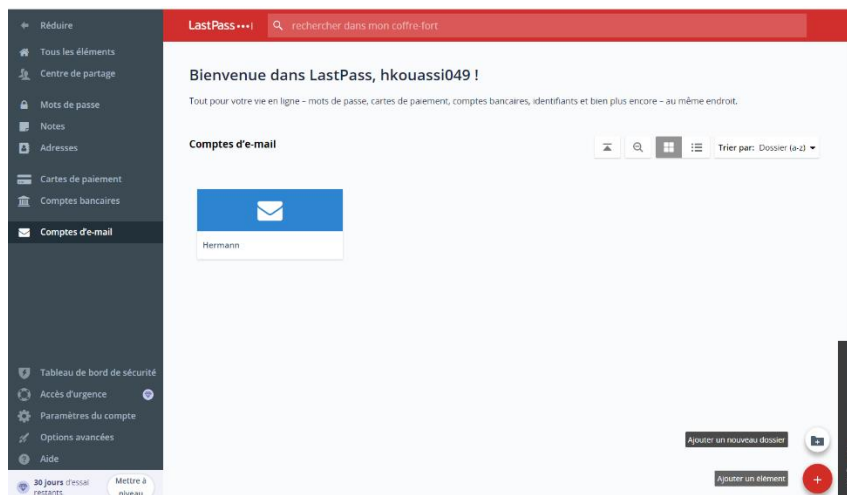 Réduire
Tous les éléments
Centre de partage
Mots de passe
Notes
Adresses
Cartes de paiement
Comptes bancaires
Comptes d'e-mail
Tableau de bord de sécurité
Accès d'urgence
Paramètres du compte
Options avancées
Aide
30 jours d'essai
restants
Mettre à
niveau
LastPass•••|
rechercher dans mon coffre-fort
Bienvenue dans LastPass, hkouassi049 !
Tout pour votre vie en ligne – mots de passe, cartes de paiement, comptes bancaires, identifiants et bien plus encore – au même endroit.
Comptes d'e-mail
Trier par: Dossier (a-z)
Hermann
Ajouter un nouveau dossier
Ajouter un élément